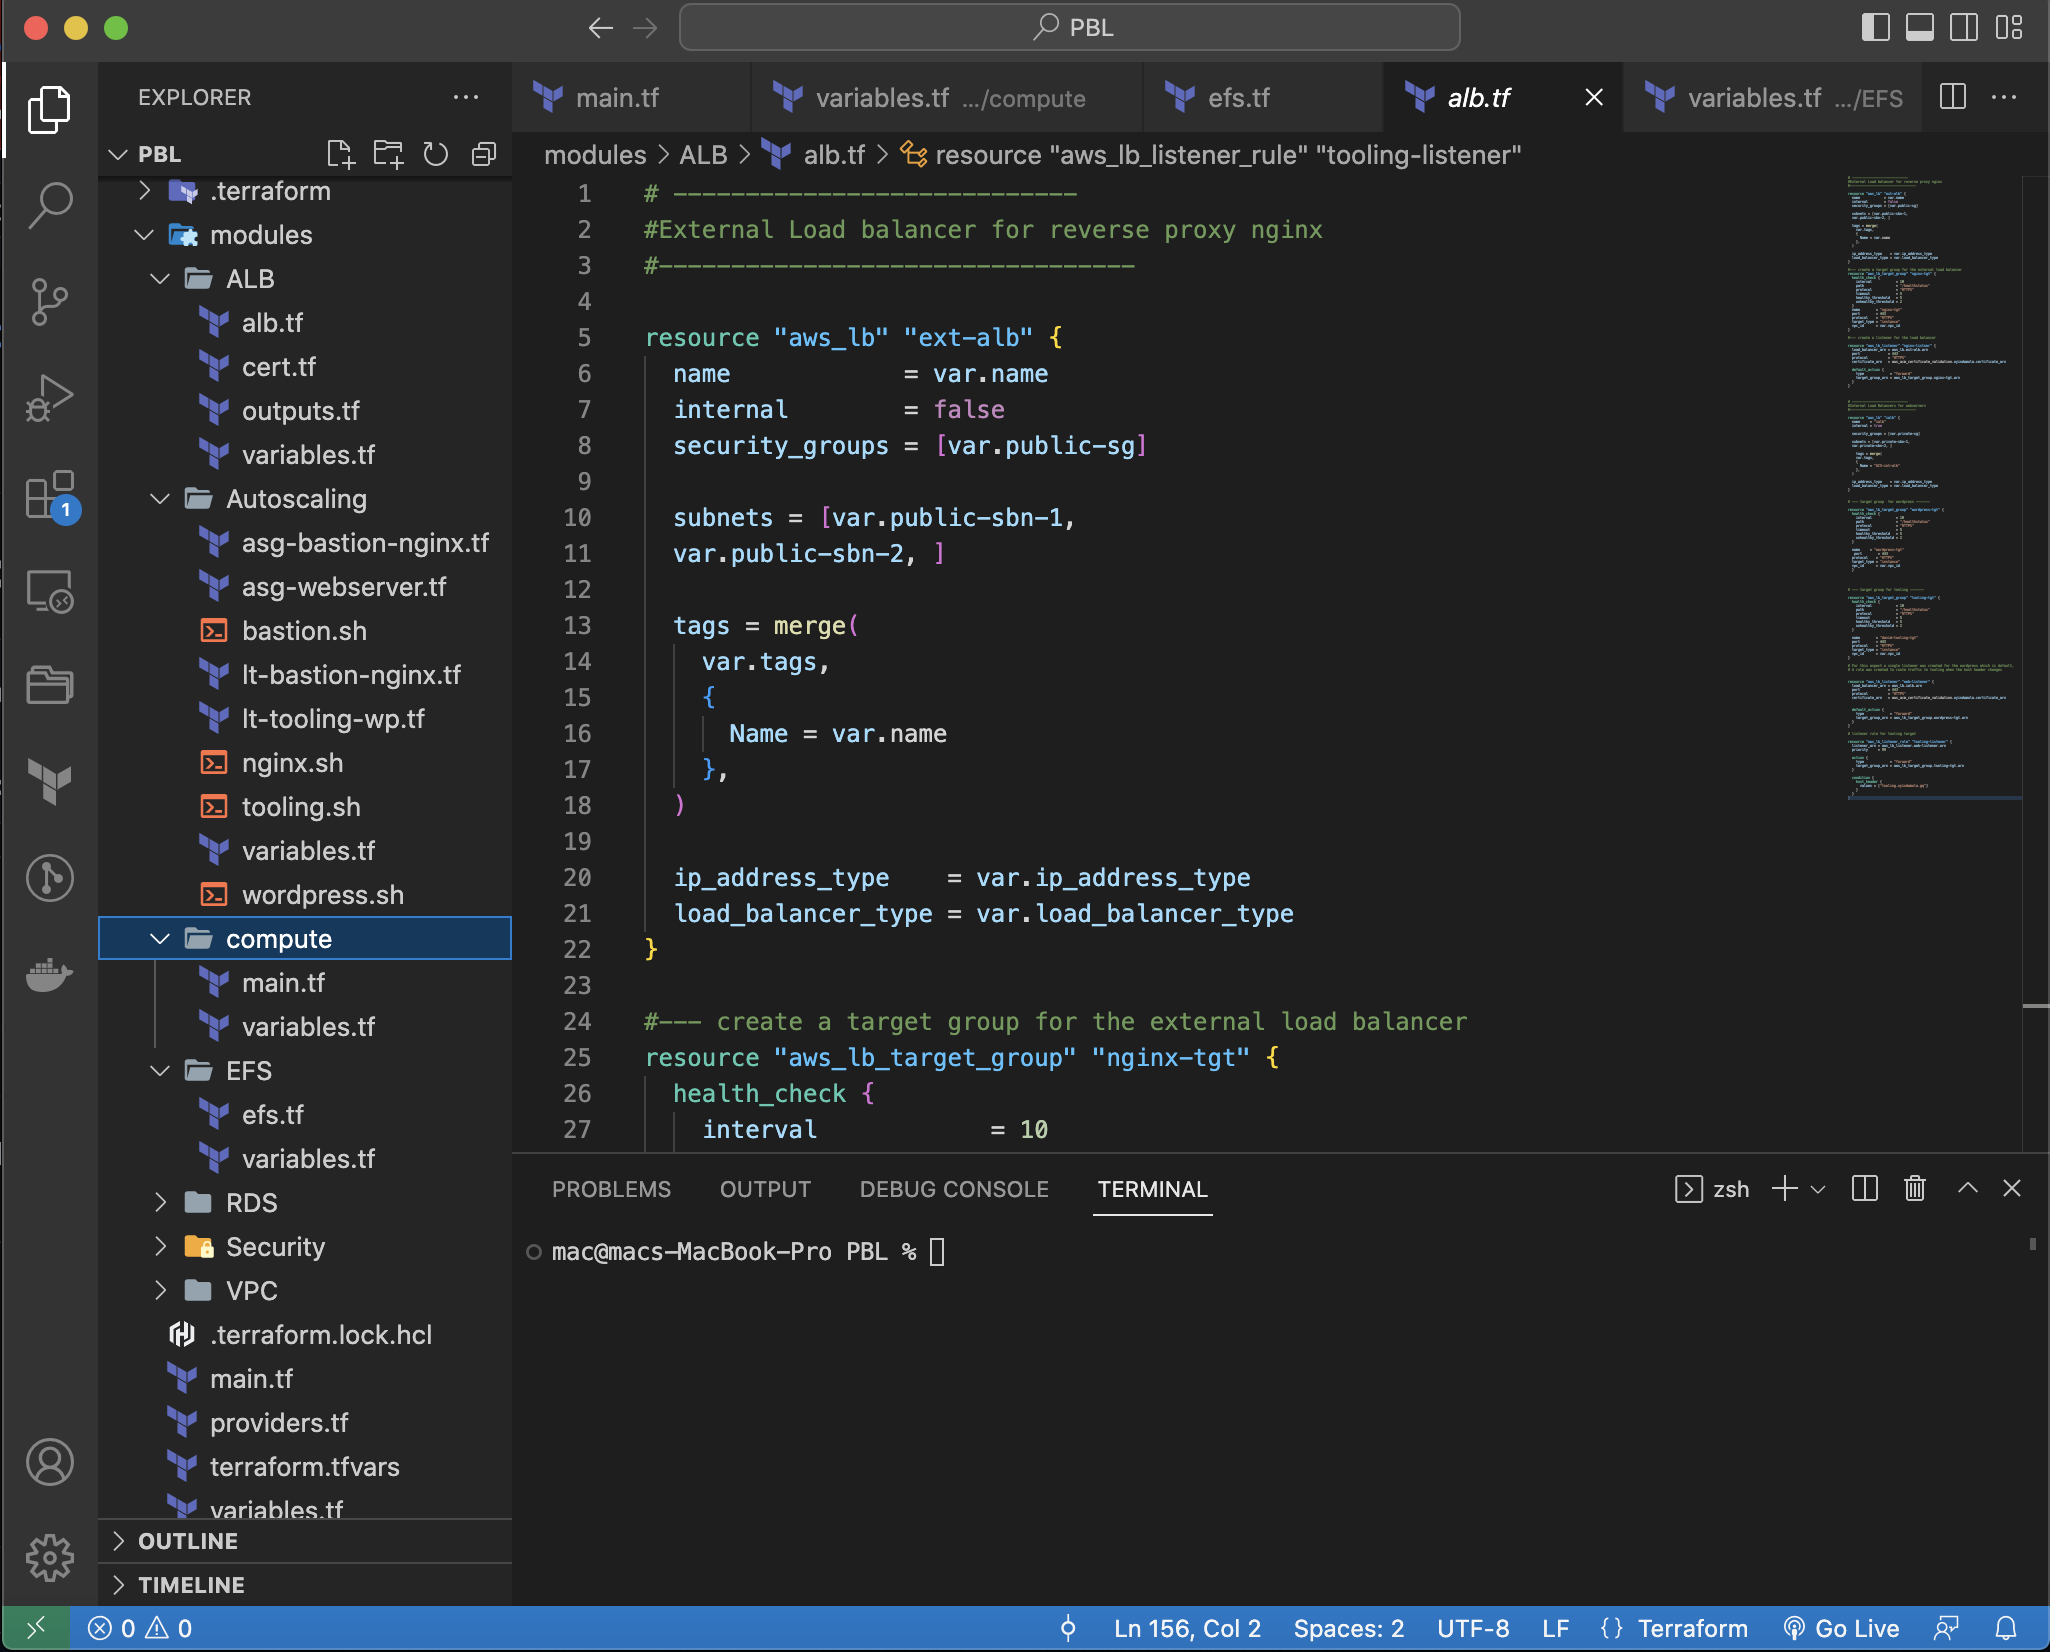 PBL
EXPLORER
PBL
.terraform
modules
ALB
alb.tf
cert.tf
outputs.tf
variables.tf
Autoscaling
asg-bastion-nginx.tf
asg-webserver.tf
bastion.sh
lt-bastion-nginx.tf
lt-tooling-wp.tf
nginx.sh
tooling.sh
variables.tf
wordpress.sh
compute
main.tf
variables.tf
EFS
efs.tf
variables.tf
RDS
Security
VPC
.terraform.lock.hcl
main.tf
providers.tf
terraform.tfvars
variables.tf
OUTLINE
TIMELINE
1
main.tf
variables.tf .../compute
efs.tf
alb.tf
variables.tf .../EFS
modules > ALB > alb.tf > resource "aws_lb_listener_rule" "tooling-listener"
1 # ----------------------------
2 #External Load balancer for reverse proxy nginx
3 #---------------------------------
4
5 resource "aws_lb" "ext-alb" {
6 name = var.name
7 internal = false
8 security_groups = [var.public-sg]
9
10 subnets = [var.public-sbn-1,
11 var.public-sbn-2, ]
12
13 tags = merge(
14 var.tags,
15 {
16 Name = var.name
17 },
18 )
19
20 ip_address_type = var.ip_address_type
21 load_balancer_type = var.load_balancer_type
22 }
23
24 #--- create a target group for the external load balancer
25 resource "aws_lb_target_group" "nginx-tgt" {
26 health_check {
27 interval = 10
PROBLEMS OUTPUT DEBUG CONSOLE TERMINAL
zsh
mac@macs-MacBook-Pro PBL %
0 0
Ln 156, Col 2 Spaces: 2 UTF-8 LF {} Terraform Go Live